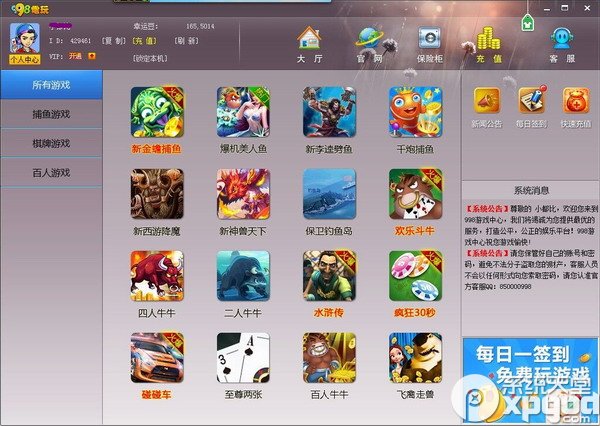 998电玩
幸运豆: 165,5014
ID: 429461 [复制] [充值] [刷新]
个人中心
VIP: 开通
[锁定本机]
大厅
官网
保险柜
充值
客服
所有游戏
捕鱼游戏
棋牌游戏
百人游戏
新金蟾捕鱼
爆机美人鱼
新李逵劈鱼
千炮捕鱼
新西游降魔
新神兽天下
保卫钓鱼岛
欢乐斗牛
四人牛牛
二人牛牛
水浒传
疯狂30秒
碰碰车
至尊两张
百人牛牛
飞禽走兽
新闻公告
每日签到
快速充值
系统消息
【系统公告】尊敬的 小都比，欢迎您来到
998游戏中心，我们将竭诚为您提供最优的
服务，打造公平，公正的娱乐平台！998游
戏中心祝您游戏愉快！
【系统公告】请您保管好自己的账号和密
码，避免不法分子盗取您的财产，客服人员
不会以任何形式向您索取密码，请您认准官
方客服QQ：850000998
每日一签到
免费玩游戏
系统天堂
xpgod